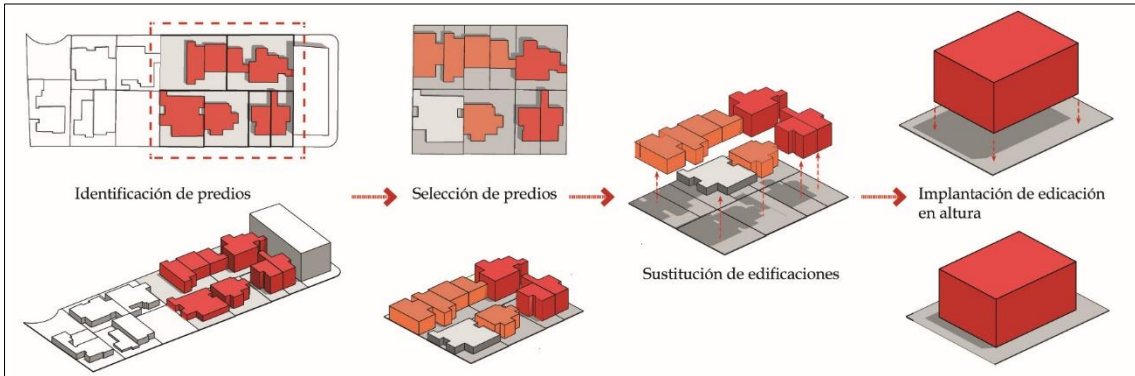 Identificación de predios
Selección de predios
Sustitución de edificaciones
Implantación de edicación
en altura